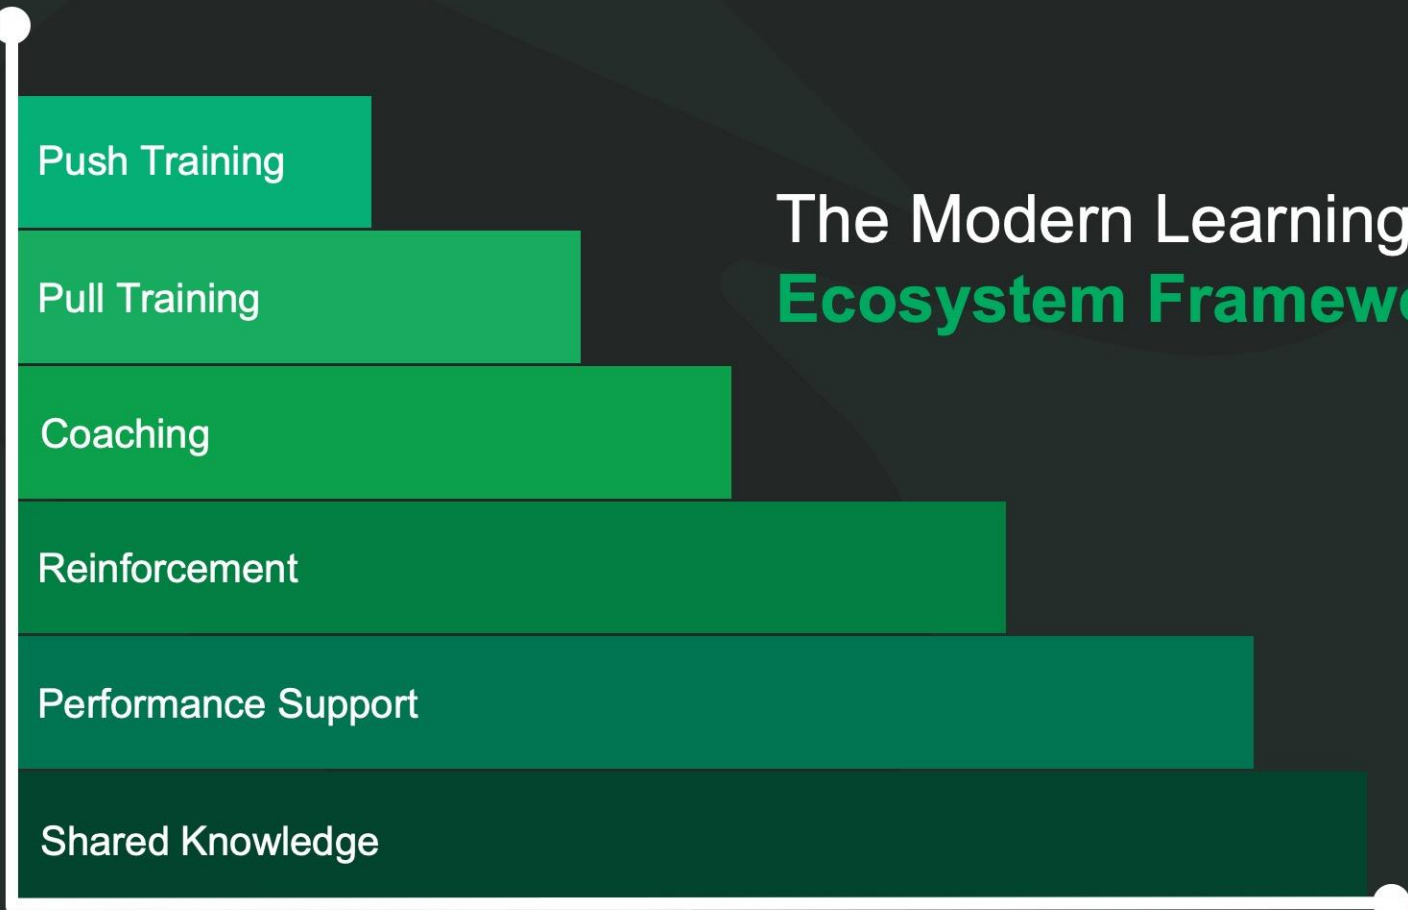 Push Training
Pull Training
The Modern Learning
Ecosystem
Coaching
Reinforcement
Performance Support
Shared Knowledge